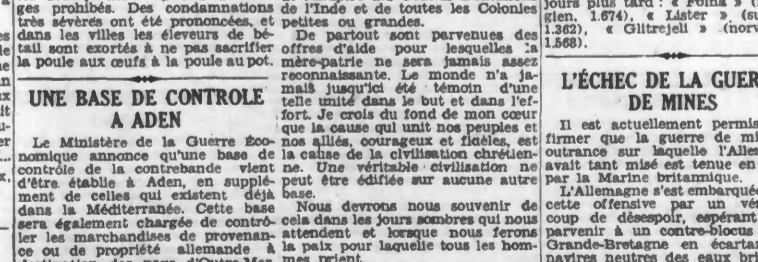 ges prohibés. Des condamnations
très sévères ont été prononcées, et
dans les villes les éleveurs de bé-
tail sont exortés à ne pas sacrifier
la poule aux œufs à la poule au pot.
UNE BASE DE CONTROLE
A ADEN
Le Ministère de la Guerre Éco-
nomique annonce qu'une base de
contrôle de la contrebande vient
d'être établie à Aden, en supplé-
ment de celles qui existent déjà
dans la Méditerranée. Cette base
sera également chargée de contrô-
ler les marchandises de provenan-
ce ou de propriété allemande à
de l'Inde et de toutes les Colonies
petites ou grandes.
De partout sont parvenues des
offres d'aide pour lesquelles la
mère-patrie ne sera jamais assez
reconnaissante. Le monde n'a ja-
mais jusqu'ici été témoin d'une
telle unité dans le but et dans l'ef-
fort. Je crois du fond de mon cœur
que la cause qui unit nos peuples et
nos alliés, courageux et fidèles, est
la cause de la civilisation chrétien-
ne. Une véritable civilisation ne
peut être édifiée sur aucune autre
base.
Nous devrons nous souvenir de
cela dans les jours sombres qui nous
attendent et lorsque nous ferons
la paix pour laquelle tous les hom-
mes prient.
jours plus tard : « Foina » (
gien, 1.674), « Lister » (su
1.362), « Glitrejell » (norv
1.568).
L'ÉCHEC DE LA GUER
DE MINES
Il est actuellement permis
firmer que la guerre de mi
outrance sur laquelle l'Allem
avait tant misé est tenue en
par la Marine britannique.
L'Allemagne s'est embarquée
cette offensive par un vér
coup de désespoir, espérant
parvenir à un contre-blocus
Grande-Bretagne en écartan
navires neutres des eaux bri